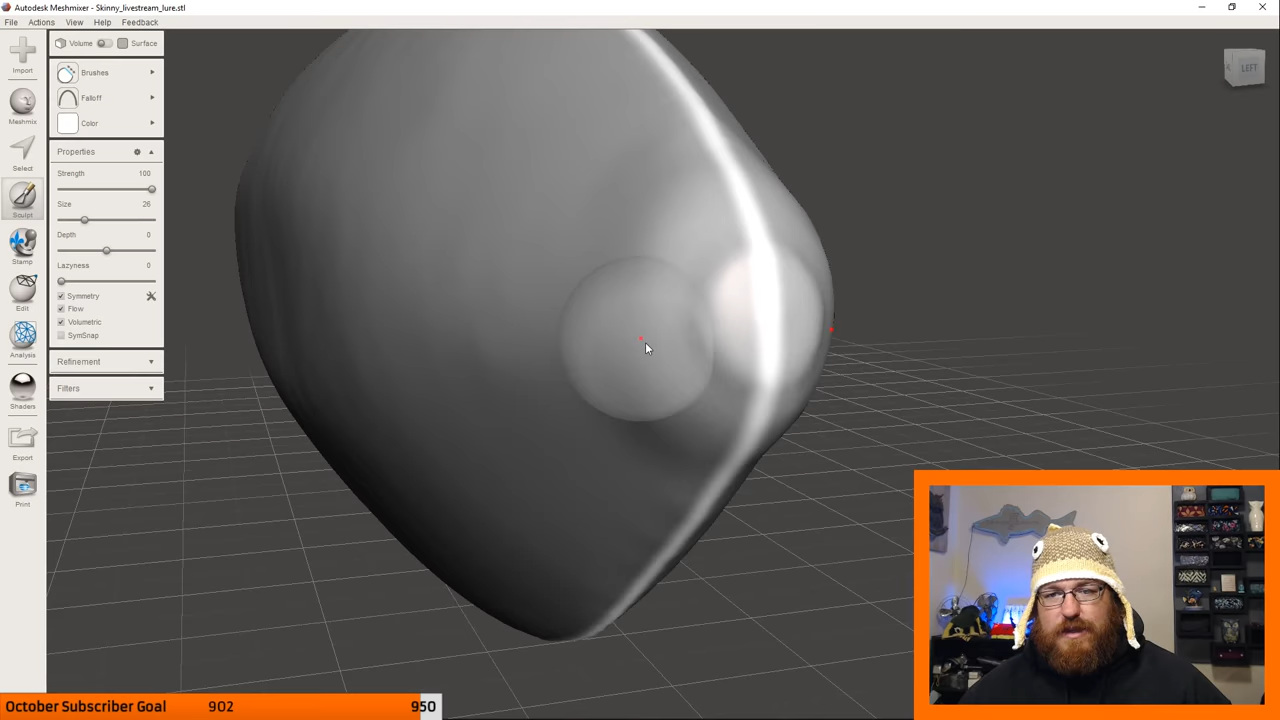 Autodesk Meshmixer - Skinny_livestream_lure.stl
File Actions View Help Feedback
Import
Meshmix
Select
Sculpt
Stamp
Edit
Analysis
Shaders
Export
Print
Volume Surface
Brushes
Falloff
Color
Properties
Strength 100
Size 26
Depth 0
Lazyness 0
Symmetry
Flow
Volumetric
SymSnap
Refinement
Filters
LEFT
October Subscriber Goal 902 950